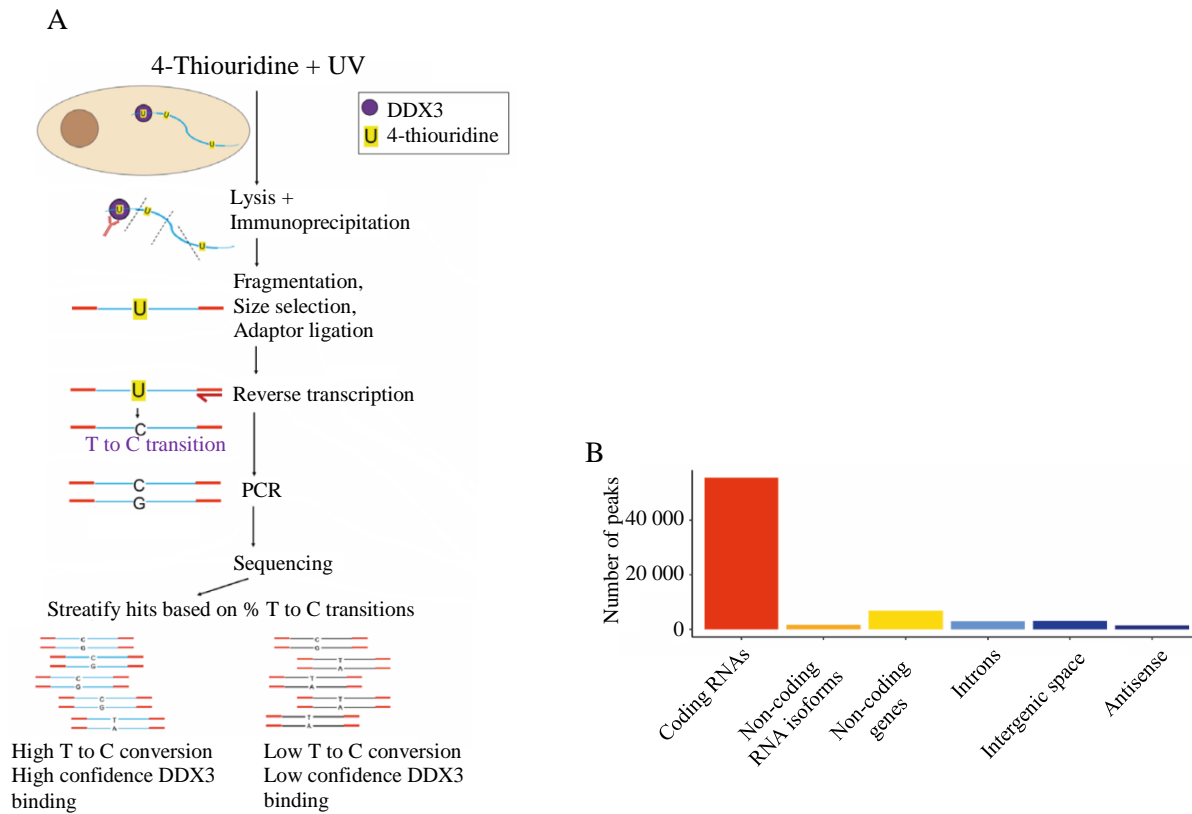 A
4-Thiouridine + UV
DDX3
U 4-thiouridine
U U U
Lysis +
Immunoprecipitation
U U U
Fragmentation,
Size selection,
Adaptor ligation
U
U
Reverse transcription
C
T to C transition
C
G
PCR
Sequencing
Streatify hits based on % T to C transitions
C
G
C
G
C
G
C
G
T
A
C
G
T
A
T
A
T
A
T
A
High T to C conversion
High confidence DDX3
binding
Low T to C conversion
Low confidence DDX3
binding
B
Number of peaks
40 000
20 000
0
Coding RNAs
Non-coding
RNA isoforms
Non-coding
genes
Introns
Intergenic space
Antisense